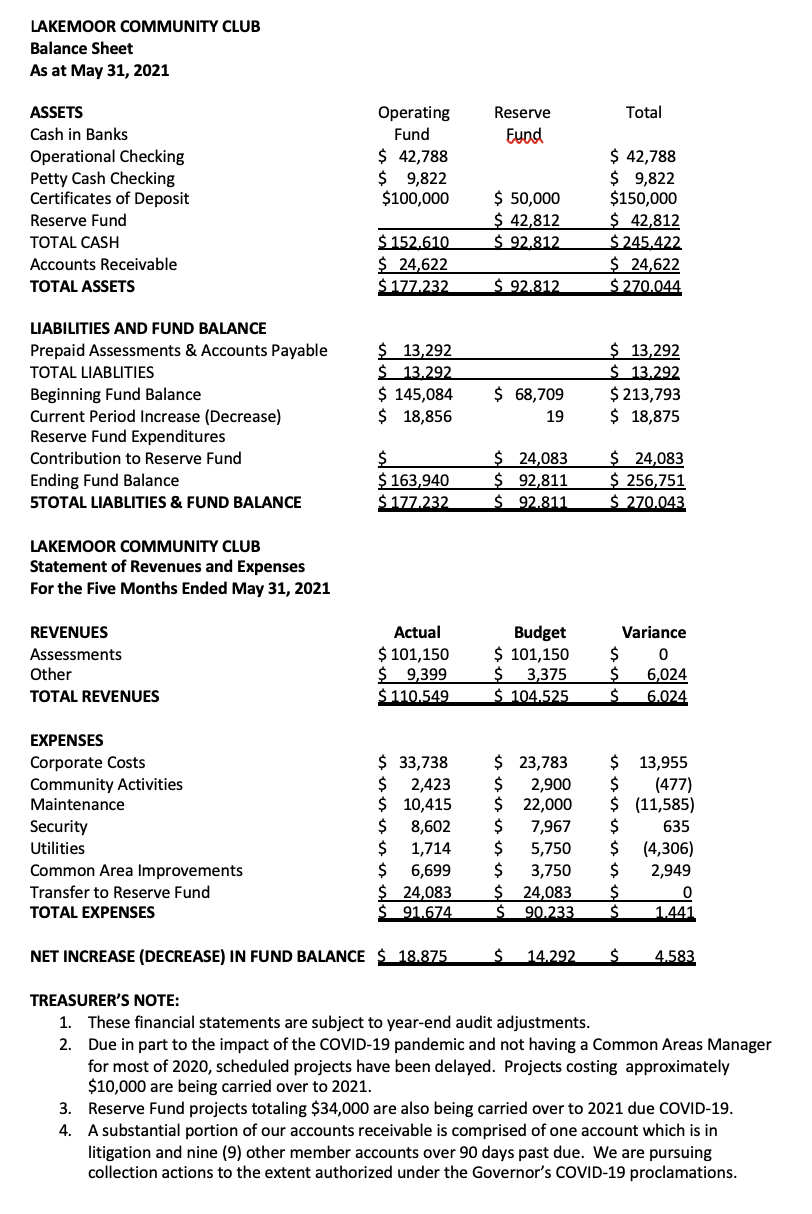 LAKEMOOR COMMUNITY CLUB
Balance Sheet
As at May 31, 2021
ASSETS Operating Reserve Total
Cash in Banks Fund Fund
Operational Checking $ 42,788 $ 42,788
Petty Cash Checking $ 9,822 $ 9,822
Certificates of Deposit $100,000 $ 50,000 $150,000
Reserve Fund $ 42,812 $ 42,812
TOTAL CASH $ 152,610 $ 92,812 $ 245,422
Accounts Receivable $ 24,622 $ 24,622
TOTAL ASSETS $ 177,232 $ 92,812 $ 270,044
LIABILITIES AND FUND BALANCE
Prepaid Assessments & Accounts Payable $ 13,292 $ 13,292
TOTAL LIABLITIES $ 13,292 $ 13,292
Beginning Fund Balance $ 145,084 $ 68,709 $ 213,793
Current Period Increase (Decrease) $ 18,856 19 $ 18,875
Reserve Fund Expenditures
Contribution to Reserve Fund $ $ 24,083 $ 24,083
Ending Fund Balance $ 163,940 $ 92,811 $ 256,751
5TOTAL LIABLITIES & FUND BALANCE $ 177,232 $ 92,811 $ 270,043
LAKEMOOR COMMUNITY CLUB
Statement of Revenues and Expenses
For the Five Months Ended May 31, 2021
REVENUES Actual Budget Variance
Assessments $ 101,150 $ 101,150 $ 0
Other $ 9,399 $ 3,375 $ 6,024
TOTAL REVENUES $ 110,549 $ 104,525 $ 6,024
EXPENSES
Corporate Costs $ 33,738 $ 23,783 $ 13,955
Community Activities $ 2,423 $ 2,900 $ (477)
Maintenance $ 10,415 $ 22,000 $ (11,585)
Security $ 8,602 $ 7,967 $ 635
Utilities $ 1,714 $ 5,750 $ (4,306)
Common Area Improvements $ 6,699 $ 3,750 $ 2,949
Transfer to Reserve Fund $ 24,083 $ 24,083 $ 0
TOTAL EXPENSES $ 91,674 $ 90,233 $ 1,441
NET INCREASE (DECREASE) IN FUND BALANCE $ 18,875 $ 14,292 $ 4,583
TREASURER'S NOTE:
1. These financial statements are subject to year-end audit adjustments.
2. Due in part to the impact of the COVID-19 pandemic and not having a Common Areas Manager
for most of 2020, scheduled projects have been delayed. Projects costing approximately
$10,000 are being carried over to 2021.
3. Reserve Fund projects totaling $34,000 are also being carried over to 2021 due COVID-19.
4. A substantial portion of our accounts receivable is comprised of one account which is in
litigation and nine (9) other member accounts over 90 days past due. We are pursuing
collection actions to the extent authorized under the Governor's COVID-19 proclamations.